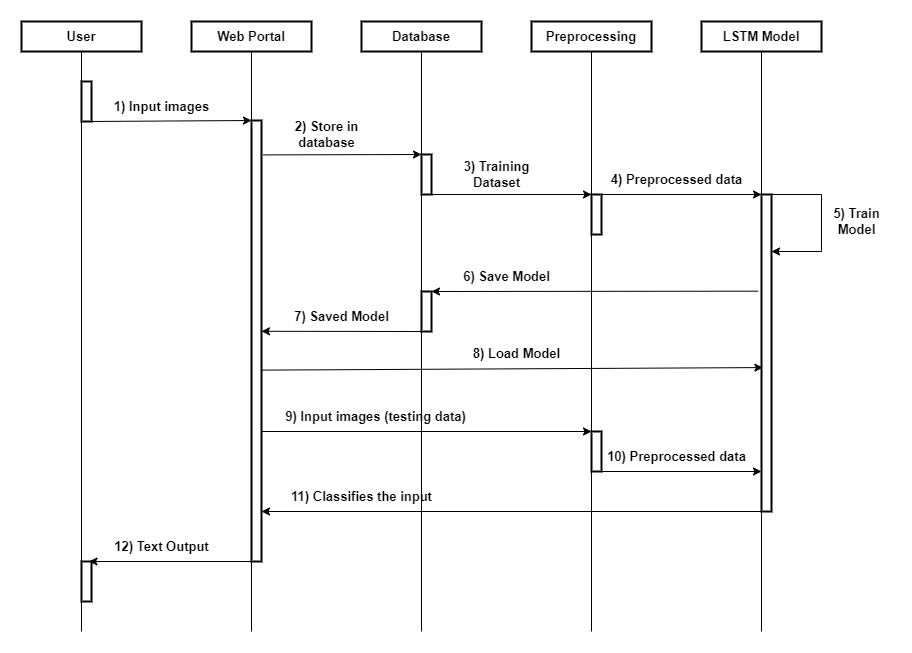 User
Web Portal
Database
Preprocessing
LSTM Model
1) Input images
2) Store in
database
3) Training
Dataset
4) Preprocessed data
5) Train
Model
6) Save Model
7) Saved Model
8) Load Model
9) Input images (testing data)
10) Preprocessed data
11) Classifies the input
12) Text Output